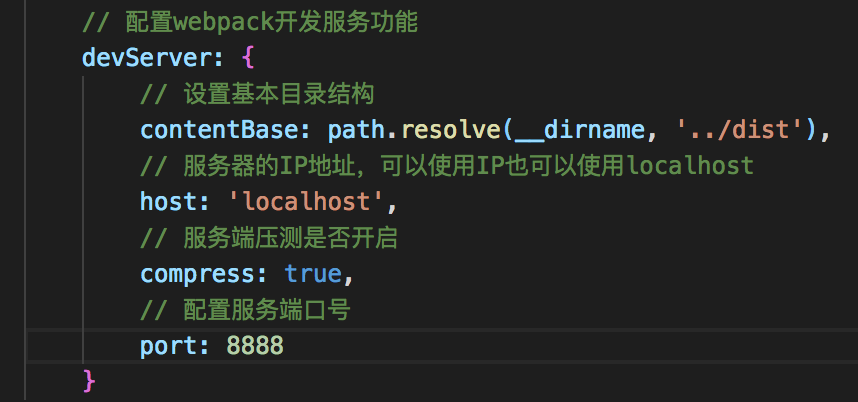 // 配置webpack开发服务功能
devServer: {
// 设置基本目录结构
contentBase: path.resolve(__dirname, '../dist'),
// 服务器的IP地址，可以使用IP也可以使用localhost
host: 'localhost',
// 服务端压测是否开启
compress: true,
// 配置服务端口号
port: 8888
}